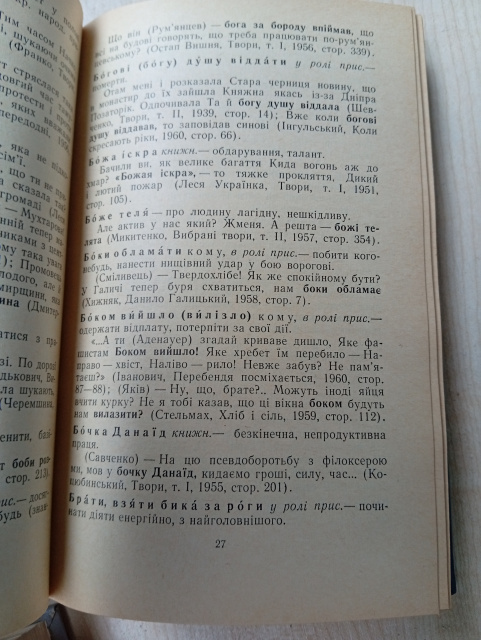 Що він (Рум'янцев) — бога за бороду впіймав, що
всі на будові говорять, що треба працювати по-рум'ян-
цевському» (Остап Вишня, Твори, т. І, 1956, стор. 339).
Бо́гові (бо́гу) ду́шу відда́ти у ролі прис.—
померти.
Отам мені і розказала Стара черниця новину, що
в монастир до їх зайшла Княжна якась із-за Дніпра
Позаторік. Одпочивала Та й богу душу віддала (Шев-
ченко, Твори, т. ІІ, 1939, стор. 14); Вже коли богові
душу віддавав, то заповідав синові (Інгульський, Коли
скресають ріки, 1960, стор. 66).
Бо́жа і́скра книжн.— обдарування, талант.
Бачили ви, як велике багаття Кида вогонь аж до
хмар? «Божая іскра»,— то тяжке прокляття, Дикий
і лютий пожар (Леся Українка, Твори, т. І, 1951,
стор. 105).
Бо́же теля́ — про людину лагідну, нешкідливу.
Але актив у нас який? Жменя. А решта — божі те-
лята (Микитенко, Вибрані твори, т. ІІ, 1957, стор. 354).
Бо́ки облама́ти кому, в ролі прис.— побити кого-
небудь, нанести нищівний удар у бою ворогові.
(Сміливець) — Твердохлібе! Як же спокійному бути?
У Галичі тепер буря схватиться, нам боки обламає
(Хижняк, Данило Галицький, 1958, стор. 7).
Бо́ком ви́йшло (ви́лізло) кому, в ролі прис.—
одержати відплату, потерпіти за свої дії.
«...А ти (Аденауер) згадай криваве дишло, Яке фа-
шистам Боком вийшло! Яке хребет їм перебило — На-
право — хвіст, Наліво — рило! Невже забув? Не пам'я-
таєш?» (Іванович, Перебендя посміхається, 1960, стор.
87—88); (Яків) — Ну, що, брате?.. Можуть іноді яйця
вчити курку? Не я тобі казав, що ці вікна боком будуть
нам вилазити? (Стельмах, Хліб і сіль, 1959, стор. 112).
Бо́чка Дана́їд книжн.— безкінечна, непродуктивна
праця.
(Савченко) — На цю псевдоборотьбу з філоксерою
ми, мов у бочку Данаїд, кидаємо гроші, силу, час... (Ко-
цюбинський, Твори, т. І, 1955, стор. 201).
Бра́ти, взя́ти бика́ за ро́ги у ролі прис.— почи-
нати діяти енергійно, з найголовнішого.
27